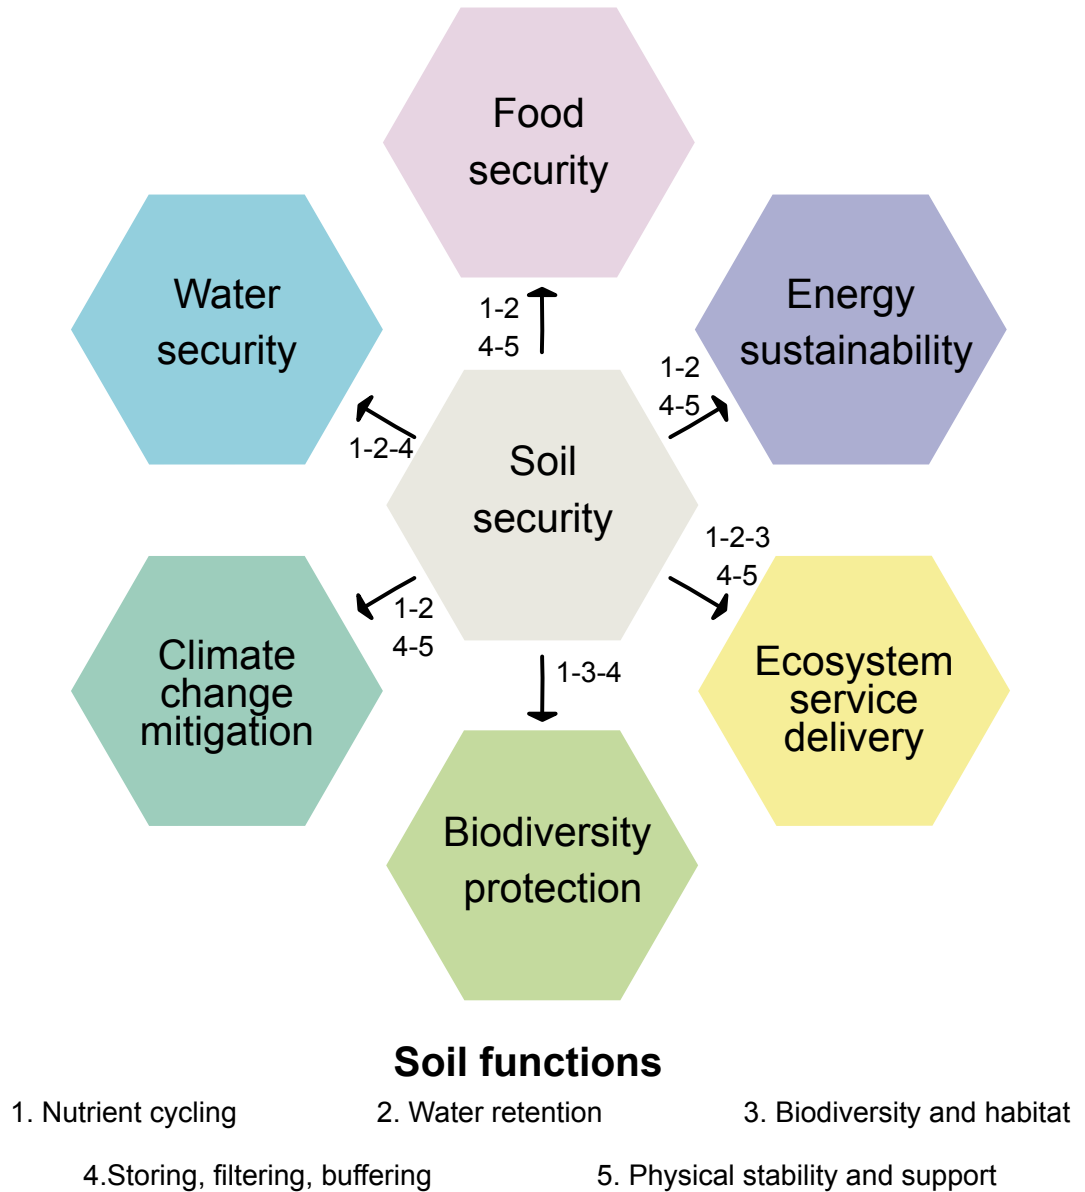 Food
security
Water
security
Energy
sustainability
1-2
4-5
1-2
4-5
1-2-4
Soil
security
1-2-3
4-5
1-2
4-5
1-3-4
Climate
change
mitigation
Ecosystem
service
delivery
Biodiversity
protection
Soil functions
1. Nutrient cycling
2. Water retention
3. Biodiversity and habitat
4.Storing, filtering, buffering
5. Physical stability and support